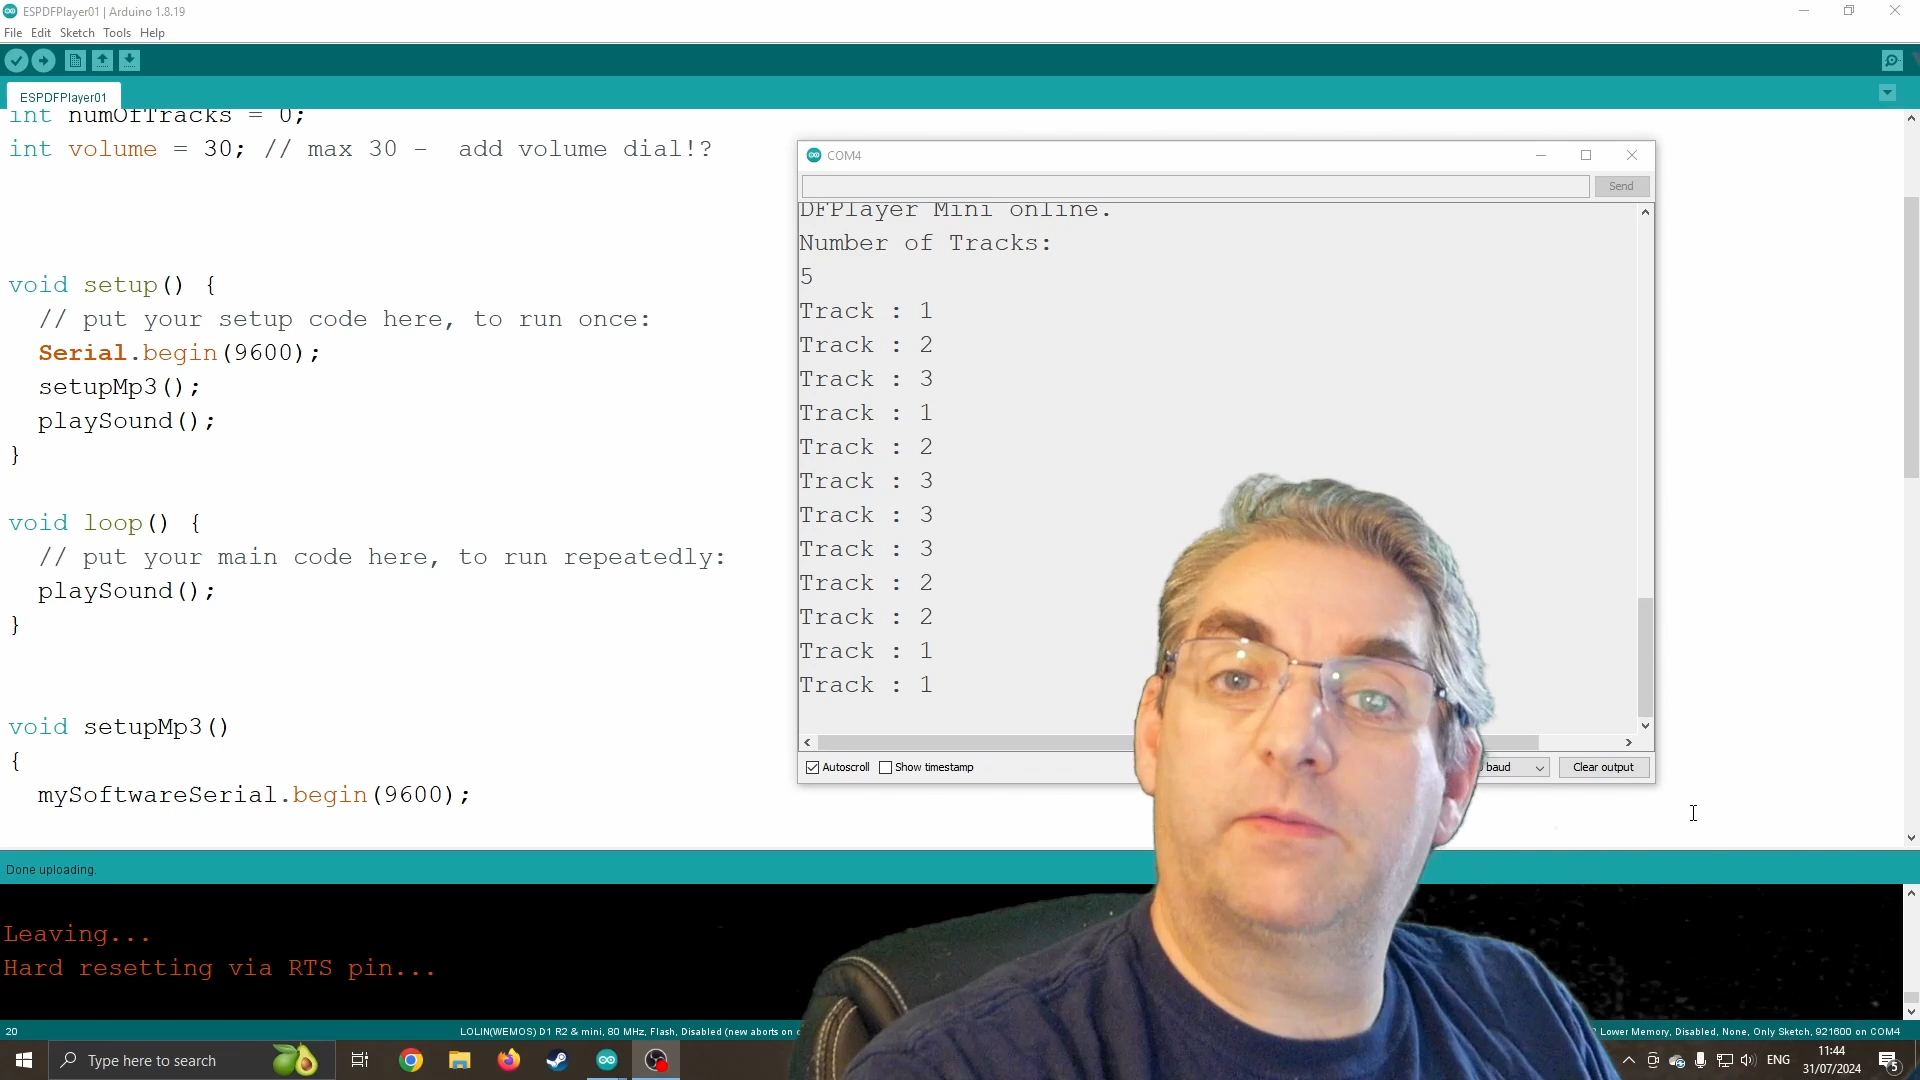 ESPDFPlayer01 | Arduino 1.8.19
File Edit Sketch Tools Help
ESPDFPlayer01
int numOfTracks = 0;
int volume = 30; // max 30 - add volume dial!?
void setup() {
// put your setup code here, to run once:
Serial.begin(9600);
setupMp3();
playSound();
}
void loop() {
// put your main code here, to run repeatedly:
playSound();
}
void setupMp3()
{
mySoftwareSerial.begin(9600);
COM4
Send
DFPlayer Mini online.
Number of Tracks:
5
Track : 1
Track : 2
Track : 3
Track : 1
Track : 2
Track : 3
Track : 3
Track : 3
Track : 2
Track : 2
Track : 1
Track : 1
Autoscroll Show timestamp baud Clear output
Done uploading.
Leaving...
Hard resetting via RTS pin...
20 LOLIN(WEMOS) D1 R2 & mini, 80 MHz, Flash, Disabled (new aborts on Lower Memory, Disabled, None, Only Sketch, 921600 on COM4
Type here to search
ENG
11:44
31/07/2024
5